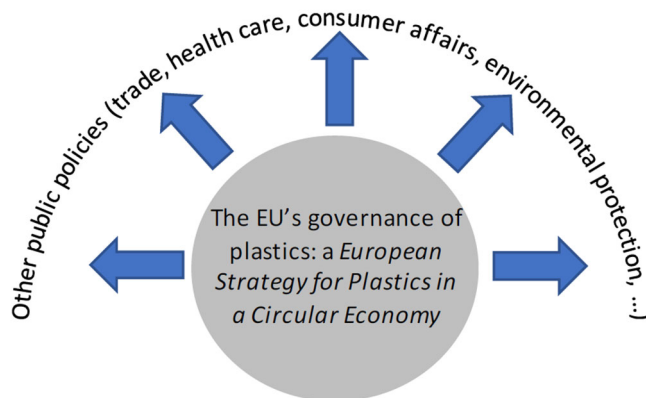 Other public policies (trade, health care, consumer affairs, environmental protection, ...)
The EU's governance of
plastics: a European
Strategy for Plastics in
a Circular Economy